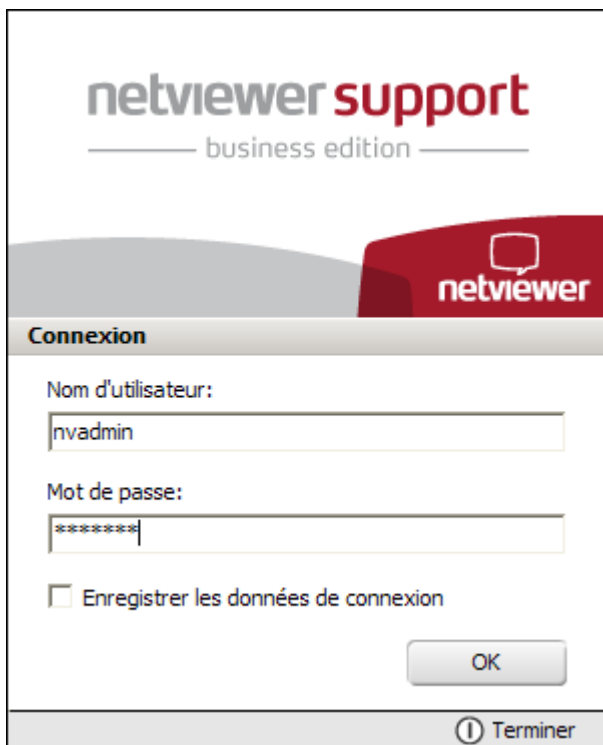 netviewer support
business edition
netviewer
Connexion
Nom d'utilisateur:
nvadmin
Mot de passe:
*******
Enregistrer les données de connexion
OK
Terminer